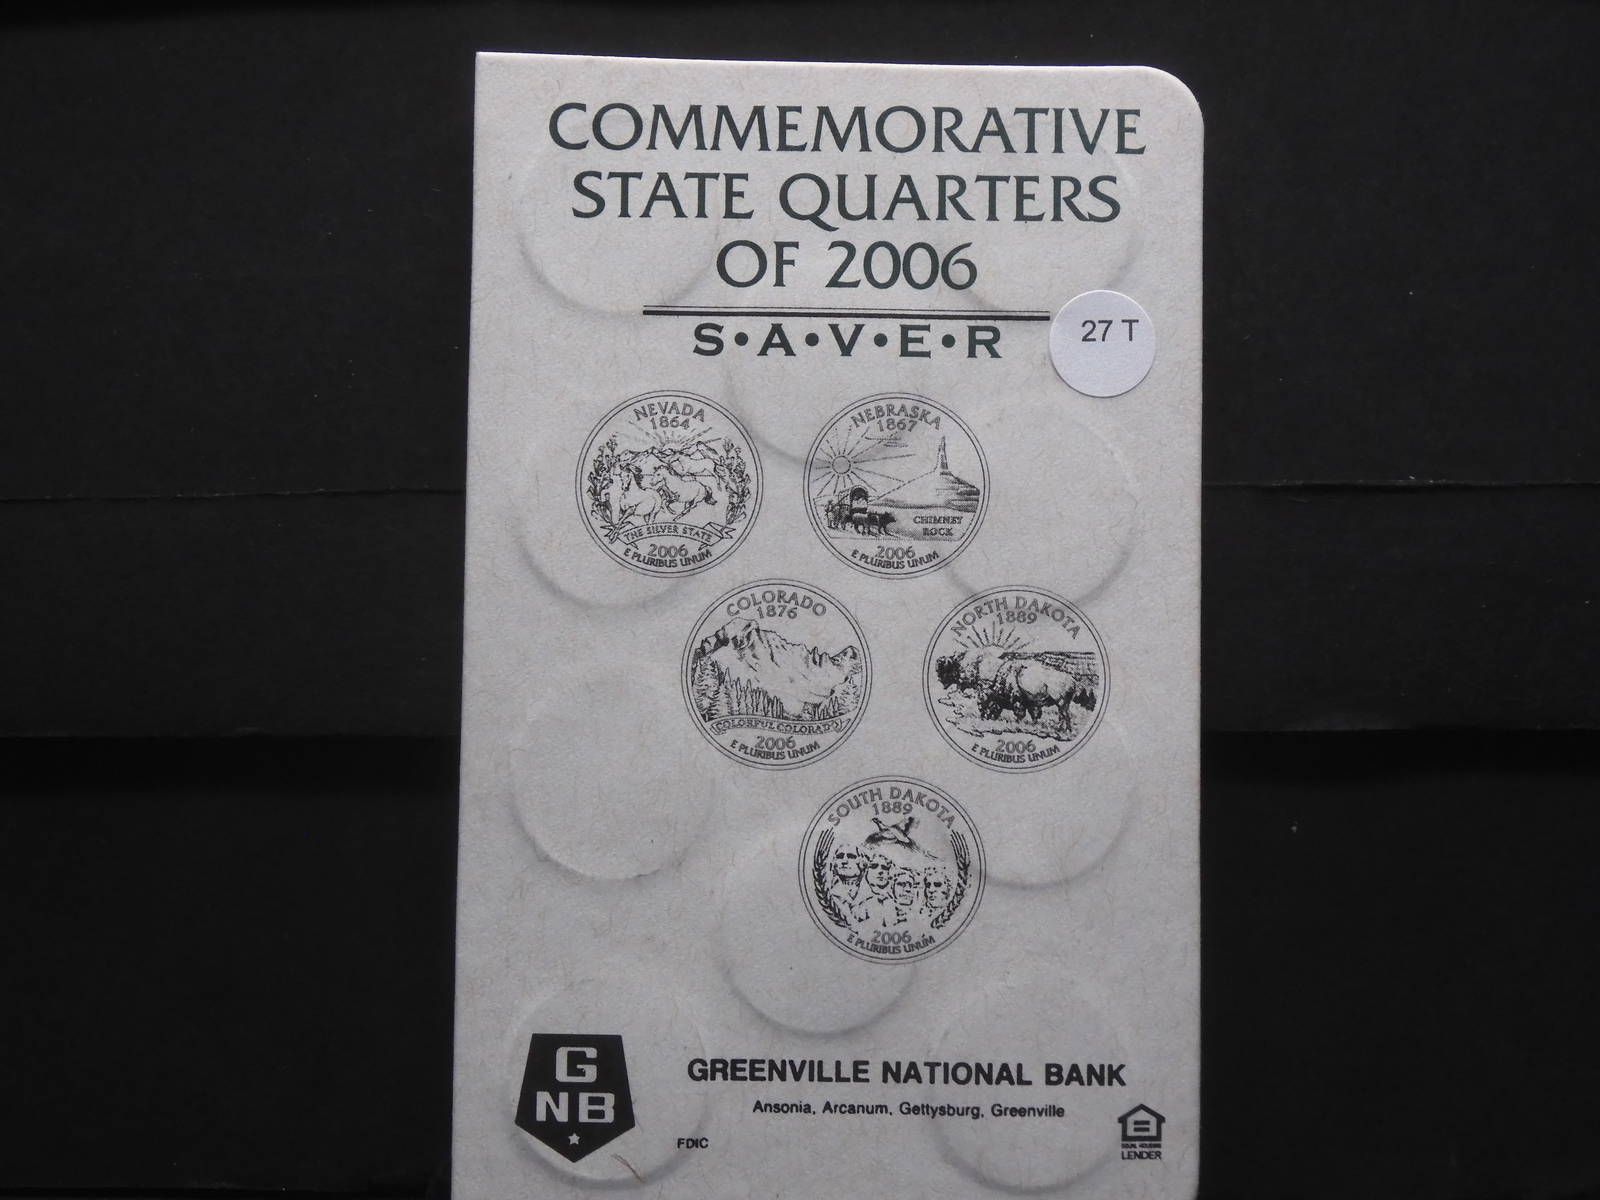 COMMEMORATIVE
STATE QUARTERS
OF 2006
S•A•V•E•R
27 T
NEVADA
1864
THE SILVER STATE
2006
E PLURIBUS UNUM
NEBRASKA
1867
CHIMNEY
ROCK
2006
E PLURIBUS UNUM
COLORADO
1876
COLORFUL COLORADO
2006
E PLURIBUS UNUM
NORTH DAKOTA
1889
2006
E PLURIBUS UNUM
SOUTH DAKOTA
1889
2006
E PLURIBUS UNUM
G
NB
GREENVILLE NATIONAL BANK
Ansonia, Arcanum, Gettysburg, Greenville
FDIC
EQUAL HOUSING
LENDER